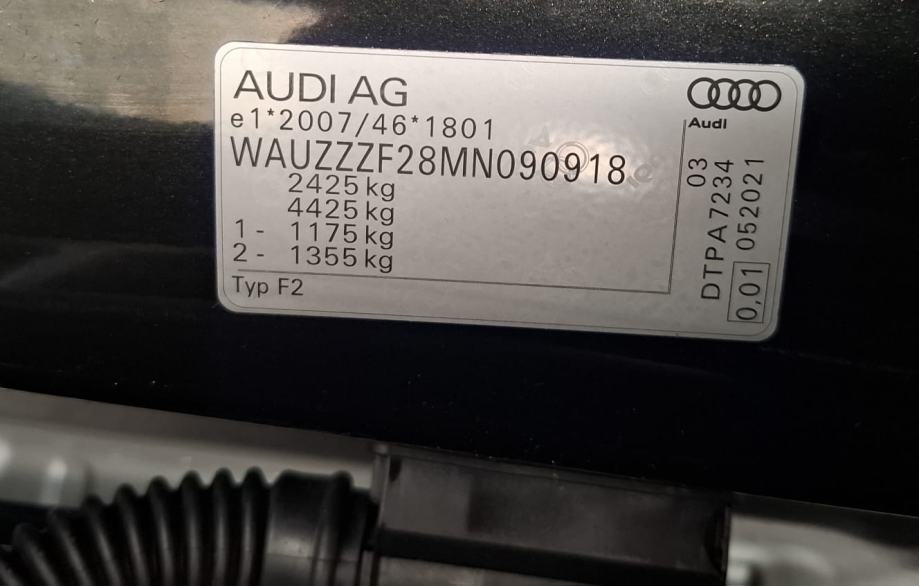 AUDI AG
e1*2007/46*1801
WAUZZZF28MN090918
2425 kg
4425 kg
1 - 1175 kg
2 - 1355 kg
Typ F2
Audi
03
DTPA7234
0,01 052021